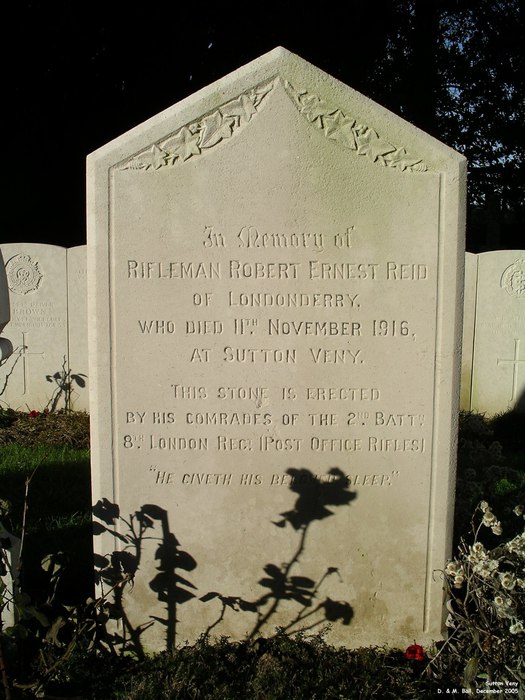 In Memory of
RIFLEMAN ROBERT ERNEST REID
OF LONDONDERRY,
WHO DIED 11TH NOVEMBER 1916,
AT SUTTON VENY.
THIS STONE IS ERECTED
BY HIS COMRADES OF THE 2ND BATTN
8TH LONDON REG. (POST OFFICE RIFLES)
"HE GIVETH HIS BELOVED SLEEP."
BROWN
Sutton Veny
D. & M. Ball, December 2005